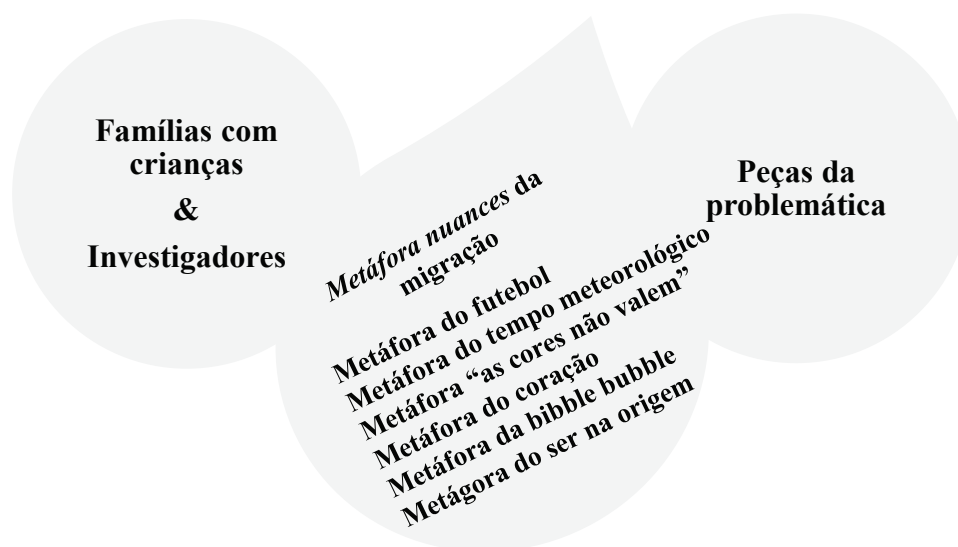 Famílias com
crianças
&
Investigadores
Metáfora nuances da
migração
Metáfora do futebol
Metáfora do tempo meteorológico
Metáfora “as cores não valem”
Metáfora do coração
Metáfora da bibble bubble
Metágora do ser na origem
Peças da
problemática